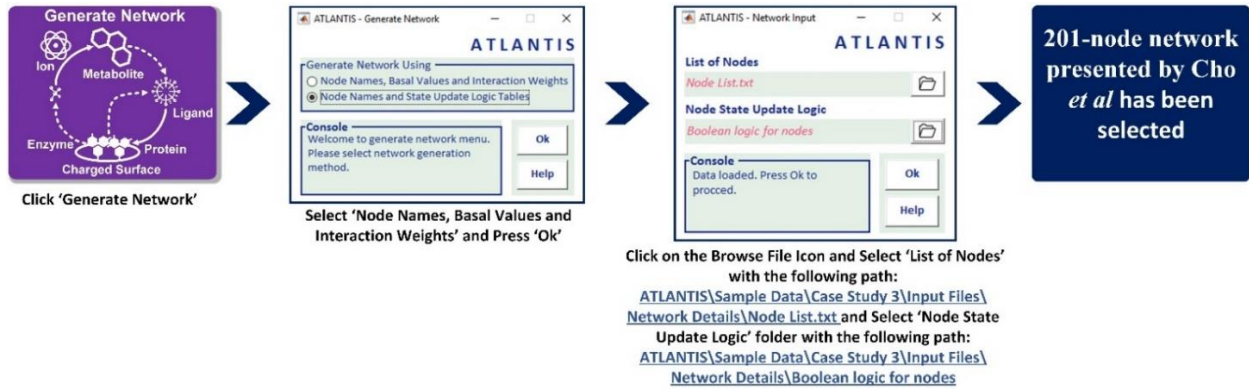 Generate Network
Ion
Metabolite
Ligand
Enzyme
Protein
Charged Surface
Click ‘Generate Network’
ATLANTIS - Generate Network
ATLANTIS
Generate Network Using
Node Names, Basal Values and Interaction Weights
Node Names and State Update Logic Tables
Console
Welcome to generate network menu.
Please select network generation
method.
Ok
Help
Select ‘Node Names, Basal Values and
Interaction Weights’ and Press ‘Ok’
ATLANTIS - Network Input
ATLANTIS
List of Nodes
Node List.txt
Node State Update Logic
Boolean logic for nodes
Console
Data loaded. Press Ok to
procced.
Ok
Help
Click on the Browse File Icon and Select ‘List of Nodes’
with the following path:
ATLANTIS\Sample Data\Case Study 3\Input Files\
Network Details\Node List.txt and Select ‘Node State
Update Logic’ folder with the following path:
ATLANTIS\Sample Data\Case Study 3\Input Files\
Network Details\Boolean logic for nodes
201-node network
presented by Cho
et al has been
selected